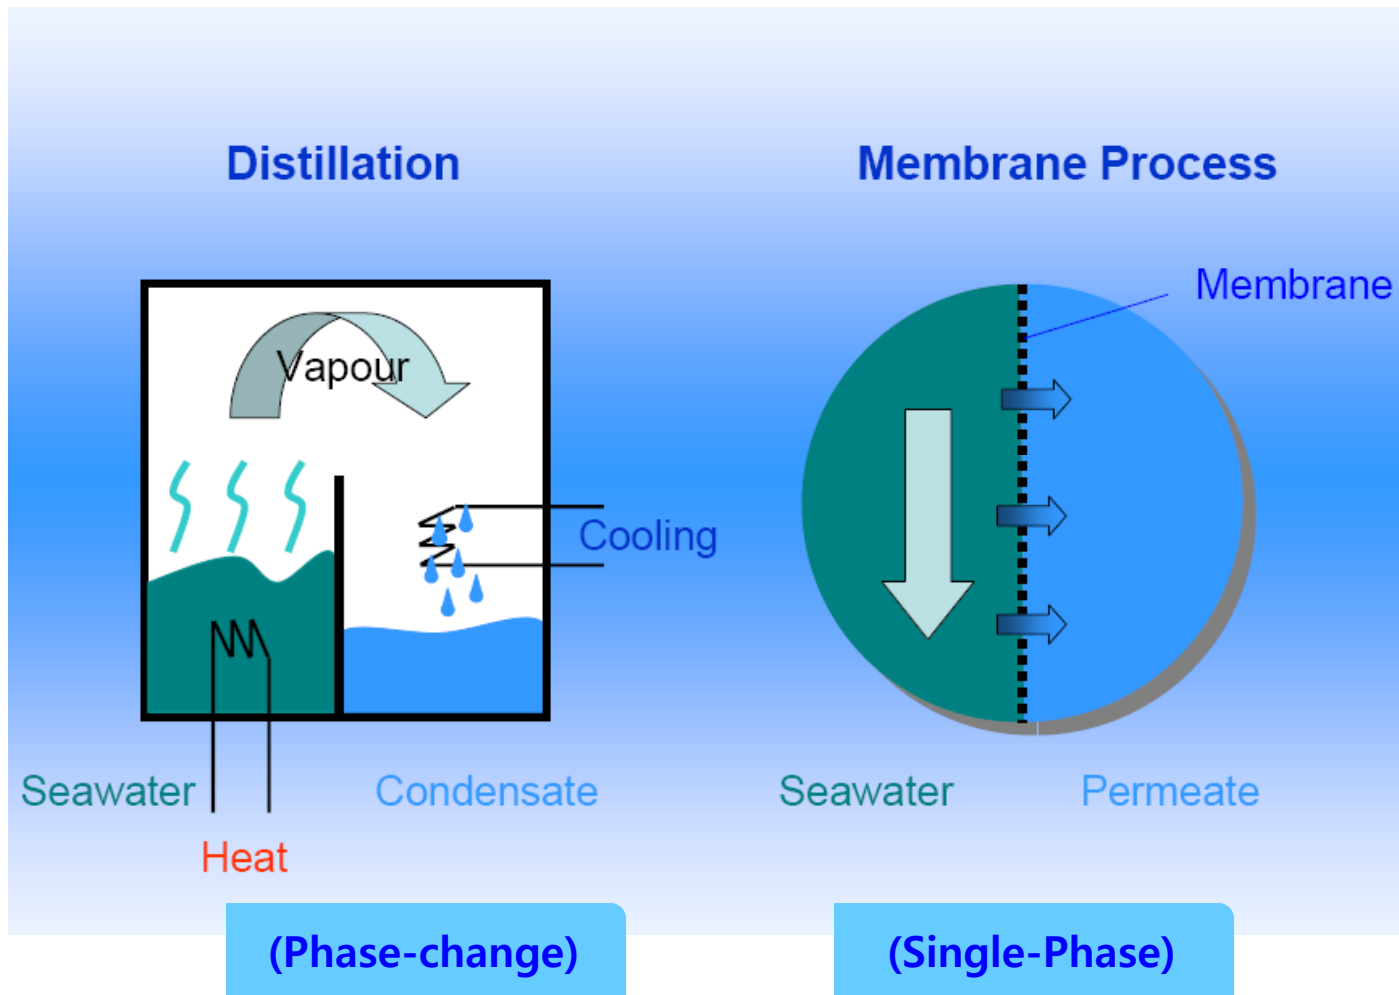 Distillation
Membrane Process
Membrane
Vapour
Cooling
Seawater
Condensate
Seawater
Permeate
Heat
(Phase-change)
(Single-Phase)